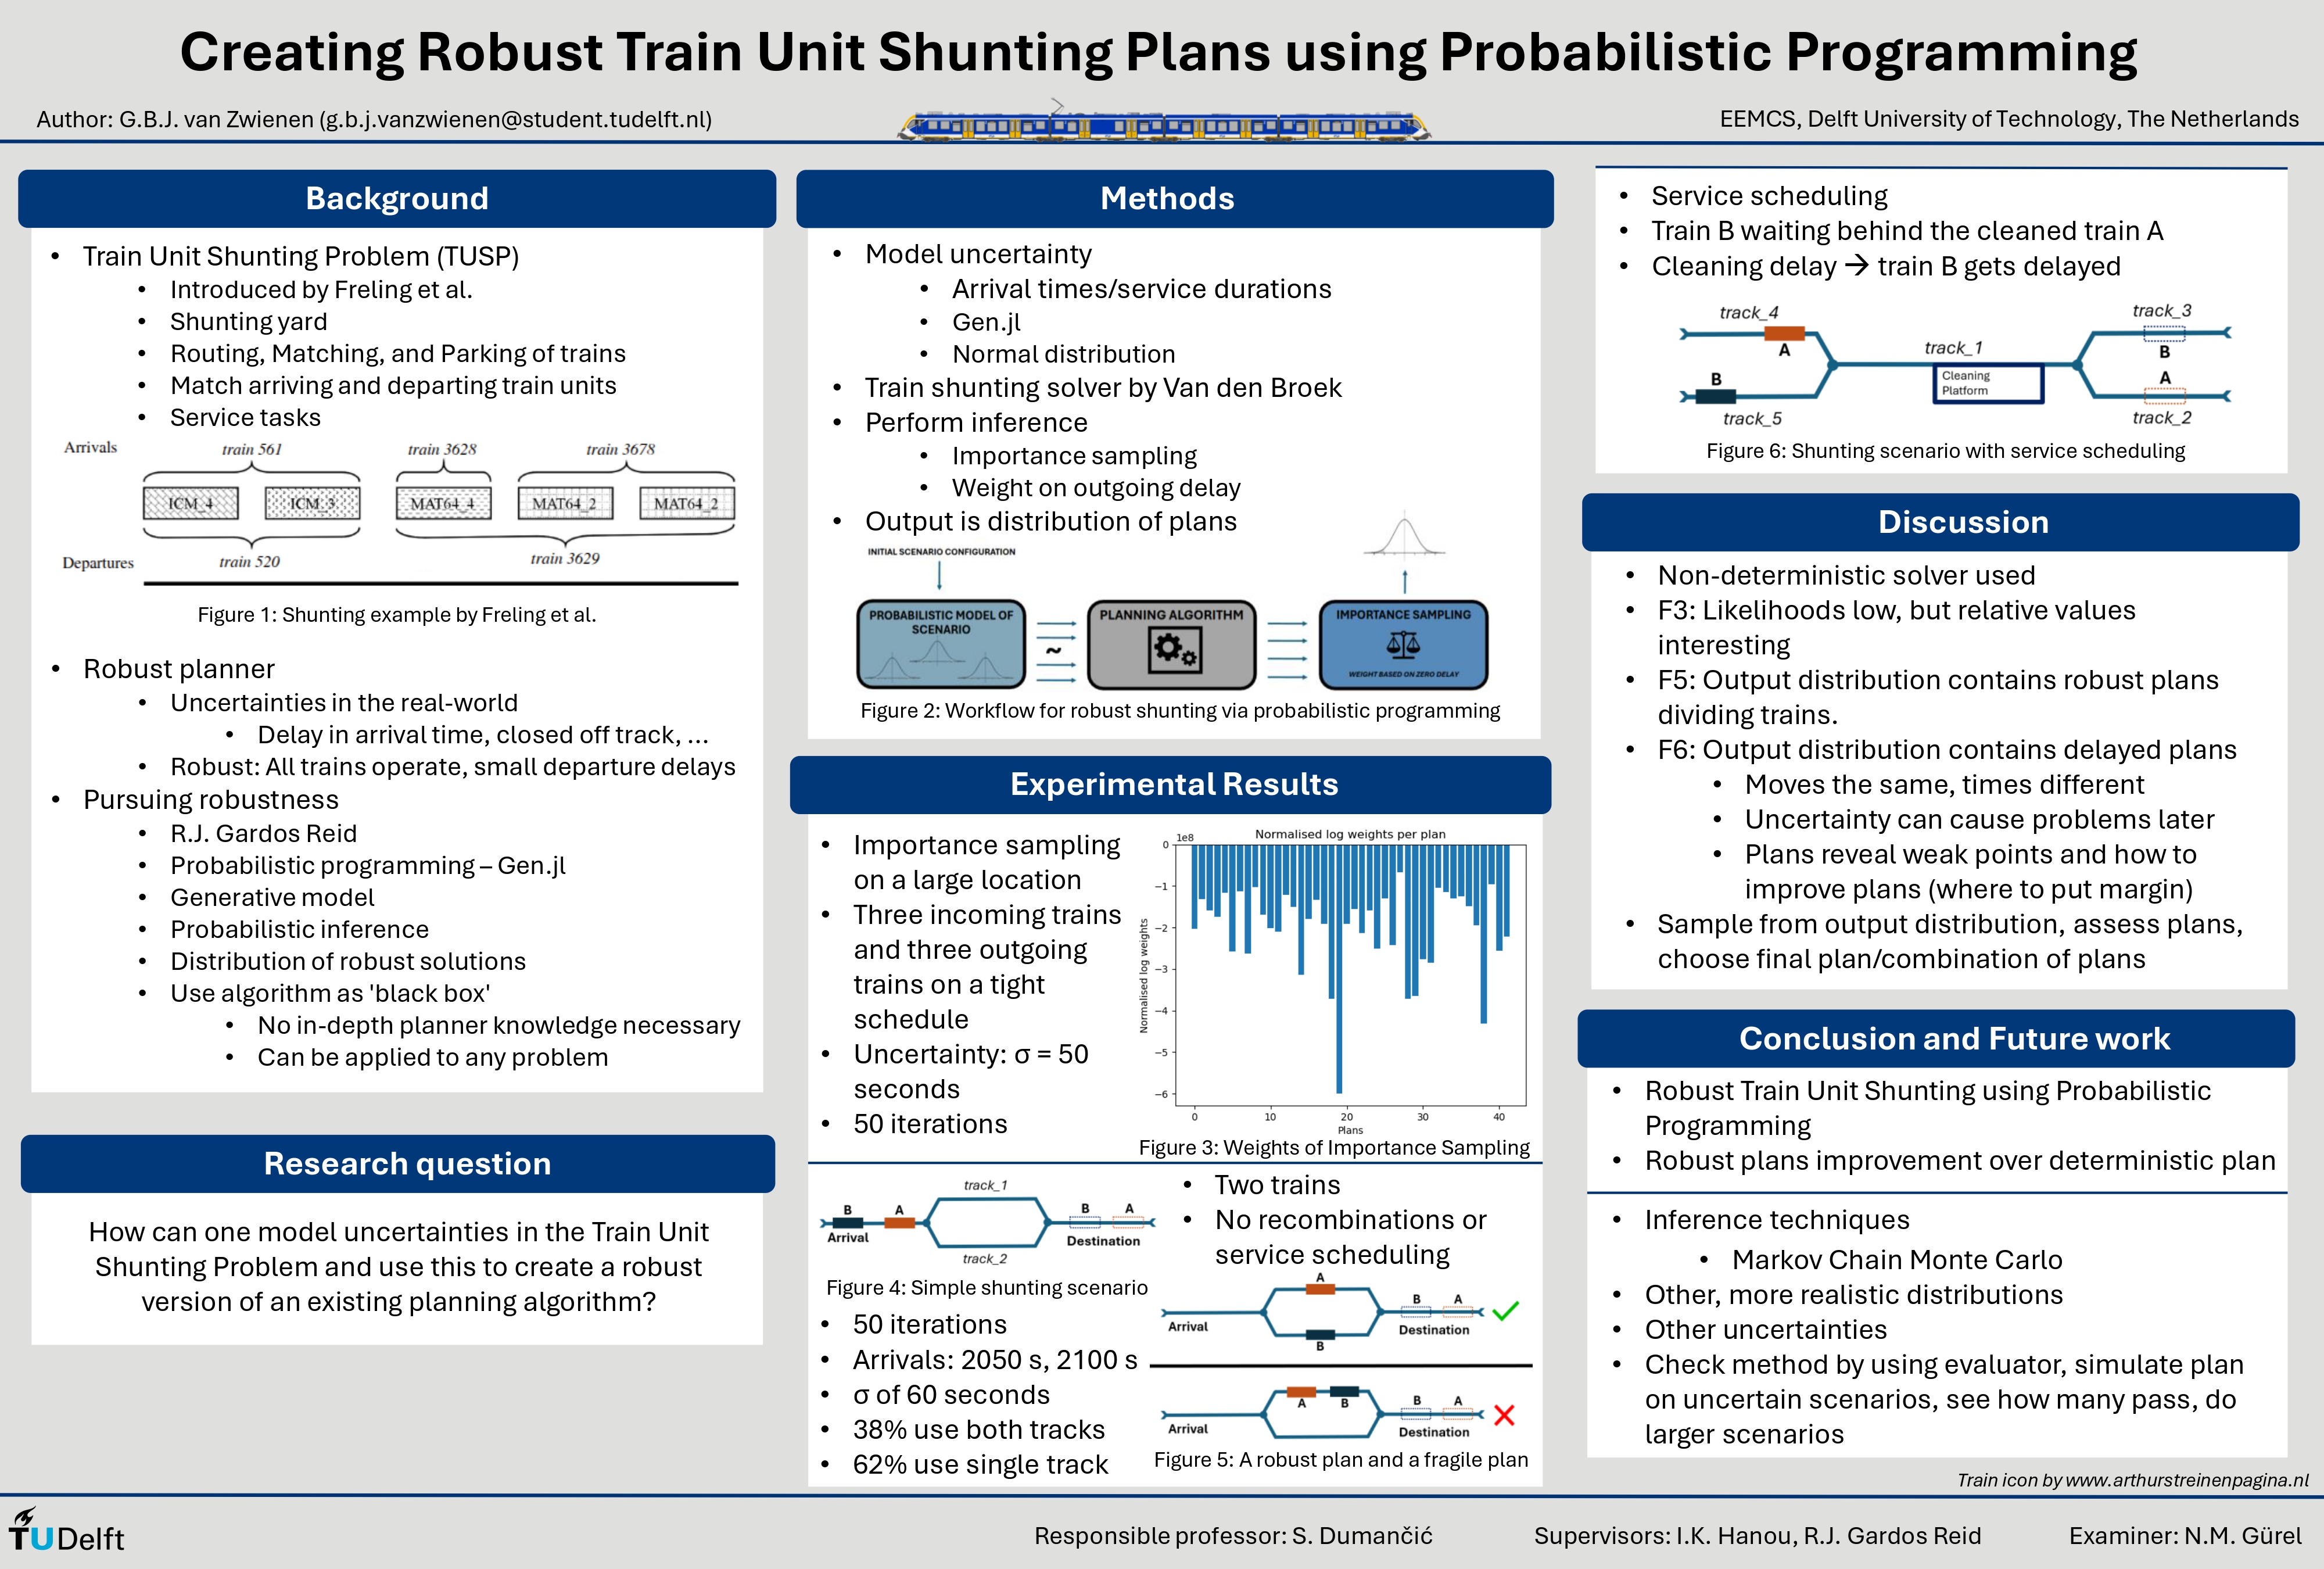 Creating Robust Train Unit Shunting Plans using Probabilistic Programming
Author: G.B.J. van Zwienen (g.b.j.vanzwienen@student.tudelft.nl)
EEMCS, Delft University of Technology, The Netherlands
Background
• Train Unit Shunting Problem (TUSP)
• Introduced by Freling et al.
• Shunting yard
• Routing, Matching, and Parking of trains
• Match arriving and departing train units
• Service tasks
Arrivals
train 561
train 3628
train 3678
ICM_4
ICM_3
MAT64_4
MAT64_2
MAT64_2
Departures
train 520
train 3629
Figure 1: Shunting example by Freling et al.
• Robust planner
• Uncertainties in the real-world
• Delay in arrival time, closed off track, ...
• Robust: All trains operate, small departure delays
• Pursuing robustness
• R.J. Gardos Reid
• Probabilistic programming – Gen.jl
• Generative model
• Probabilistic inference
• Distribution of robust solutions
• Use algorithm as 'black box'
• No in-depth planner knowledge necessary
• Can be applied to any problem
Research question
How can one model uncertainties in the Train Unit
Shunting Problem and use this to create a robust
version of an existing planning algorithm?
Methods
• Model uncertainty
• Arrival times/service durations
• Gen.jl
• Normal distribution
• Train shunting solver by Van den Broek
• Perform inference
• Importance sampling
• Weight on outgoing delay
• Output is distribution of plans
INITIAL SCENARIO CONFIGURATION
PROBABILISTIC MODEL OF
SCENARIO
~
PLANNING ALGORITHM
IMPORTANCE SAMPLING
WEIGHT BASED ON ZERO DELAY
Figure 2: Workflow for robust shunting via probabilistic programming
Experimental Results
• Importance sampling
on a large location
• Three incoming trains
and three outgoing
trains on a tight
schedule
• Uncertainty: σ = 50
seconds
• 50 iterations
Normalised log weights per plan
1e8
0
−1
−2
−3
−4
−5
−6
Normalised log weights
0
10
20
30
40
Plans
Figure 3: Weights of Importance Sampling
track_1
B
A
B
A
Arrival
Destination
track_2
Figure 4: Simple shunting scenario
• Two trains
• No recombinations or
service scheduling
• 50 iterations
• Arrivals: 2050 s, 2100 s
• σ of 60 seconds
• 38% use both tracks
• 62% use single track
A
B
A
Arrival
Destination
B
A
B
B
A
Arrival
Destination
Figure 5: A robust plan and a fragile plan
• Service scheduling
• Train B waiting behind the cleaned train A
• Cleaning delay → train B gets delayed
track_4
track_3
A
track_1
B
B
Cleaning
Platform
A
track_5
track_2
Figure 6: Shunting scenario with service scheduling
Discussion
• Non-deterministic solver used
• F3: Likelihoods low, but relative values
interesting
• F5: Output distribution contains robust plans
dividing trains.
• F6: Output distribution contains delayed plans
• Moves the same, times different
• Uncertainty can cause problems later
• Plans reveal weak points and how to
improve plans (where to put margin)
• Sample from output distribution, assess plans,
choose final plan/combination of plans
Conclusion and Future work
• Robust Train Unit Shunting using Probabilistic
Programming
• Robust plans improvement over deterministic plan
• Inference techniques
• Markov Chain Monte Carlo
• Other, more realistic distributions
• Other uncertainties
• Check method by using evaluator, simulate plan
on uncertain scenarios, see how many pass, do
larger scenarios
Train icon by www.arthurstreinenpagina.nl
TUDelft
Responsible professor: S. Dumančić
Supervisors: I.K. Hanou, R.J. Gardos Reid
Examiner: N.M. Gürel